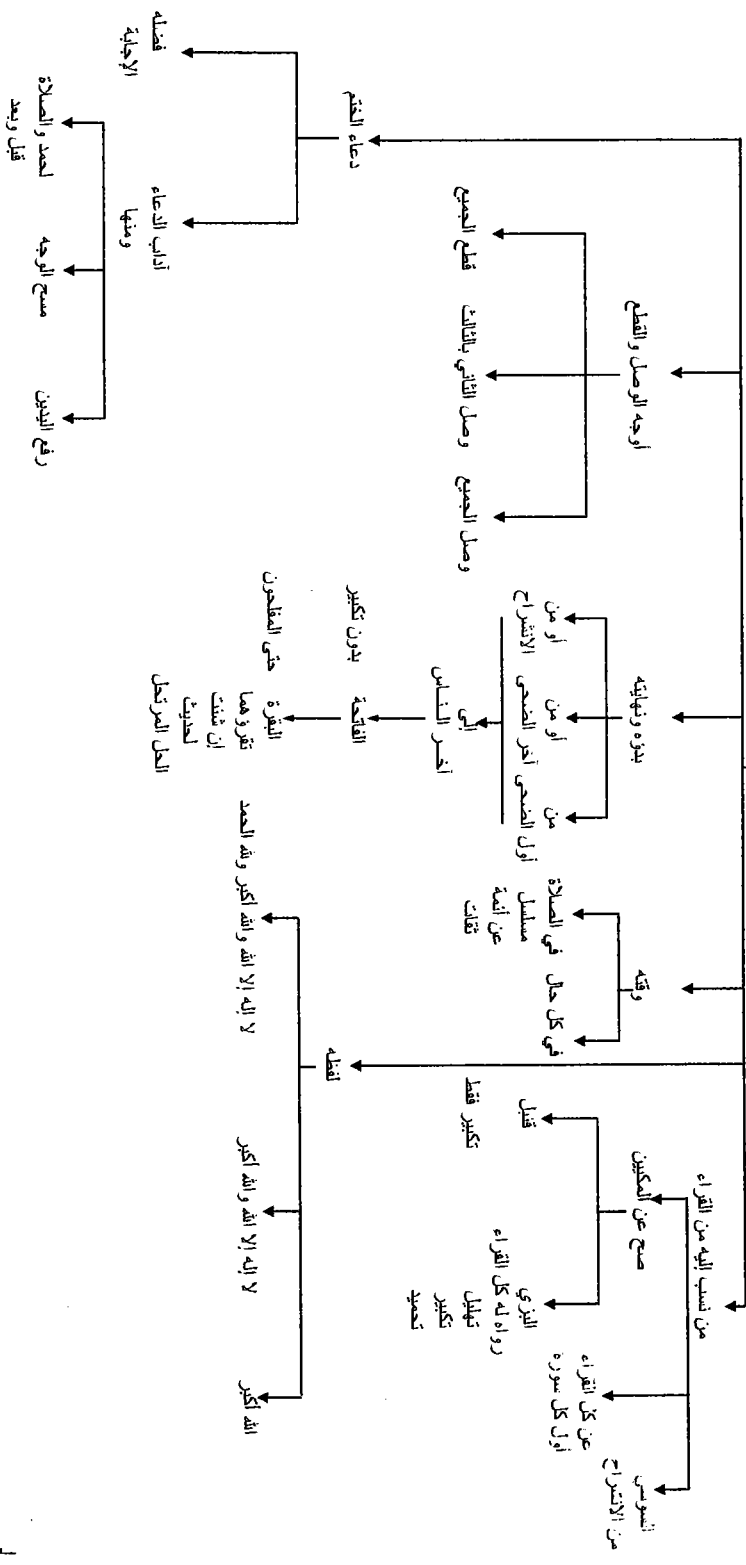 من نسب إليه من القراء
صح عن المكيين
قنبل
تكبير فقط
البزي
رواه له كل القراء
تهليل
تكبير
تحميد
عن كل القراء
أول كل سورة
السوسي
من الانشراح
لفظه
الله أكبر
لا إله إلا الله والله أكبر
لا إله إلا الله والله أكبر ولله الحمد
وقته
في كل حال
في الصلاة
مسلسل
عن أئمة
ثقات
بدؤه ونهايته
من
أول الضحى
أو من
آخر الضحى
أو من
الانشراح
إلى
آخر الناس
الفاتحة
بدون تكبير
البقرة
حتى المفلحون
تقرؤهما
إن شئت
لحديث
الحل المرتحل
أوجه الوصل والقطع
وصل الجميع
وصل الثاني بالثالث
قطع الجميع
دعاء الختم
آداب الدعاء
ومنها
رفع اليدين
مسح الوجه
لحمد والصلاة
قبل وبعد
فضله
الإجابة